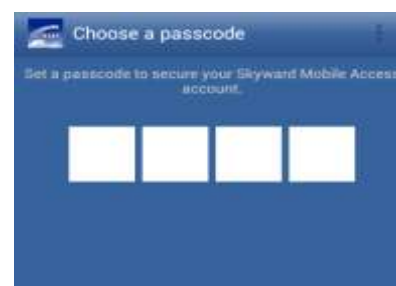 Choose a passcode
Set a passcode to secure your Skyward Mobile Access
account.